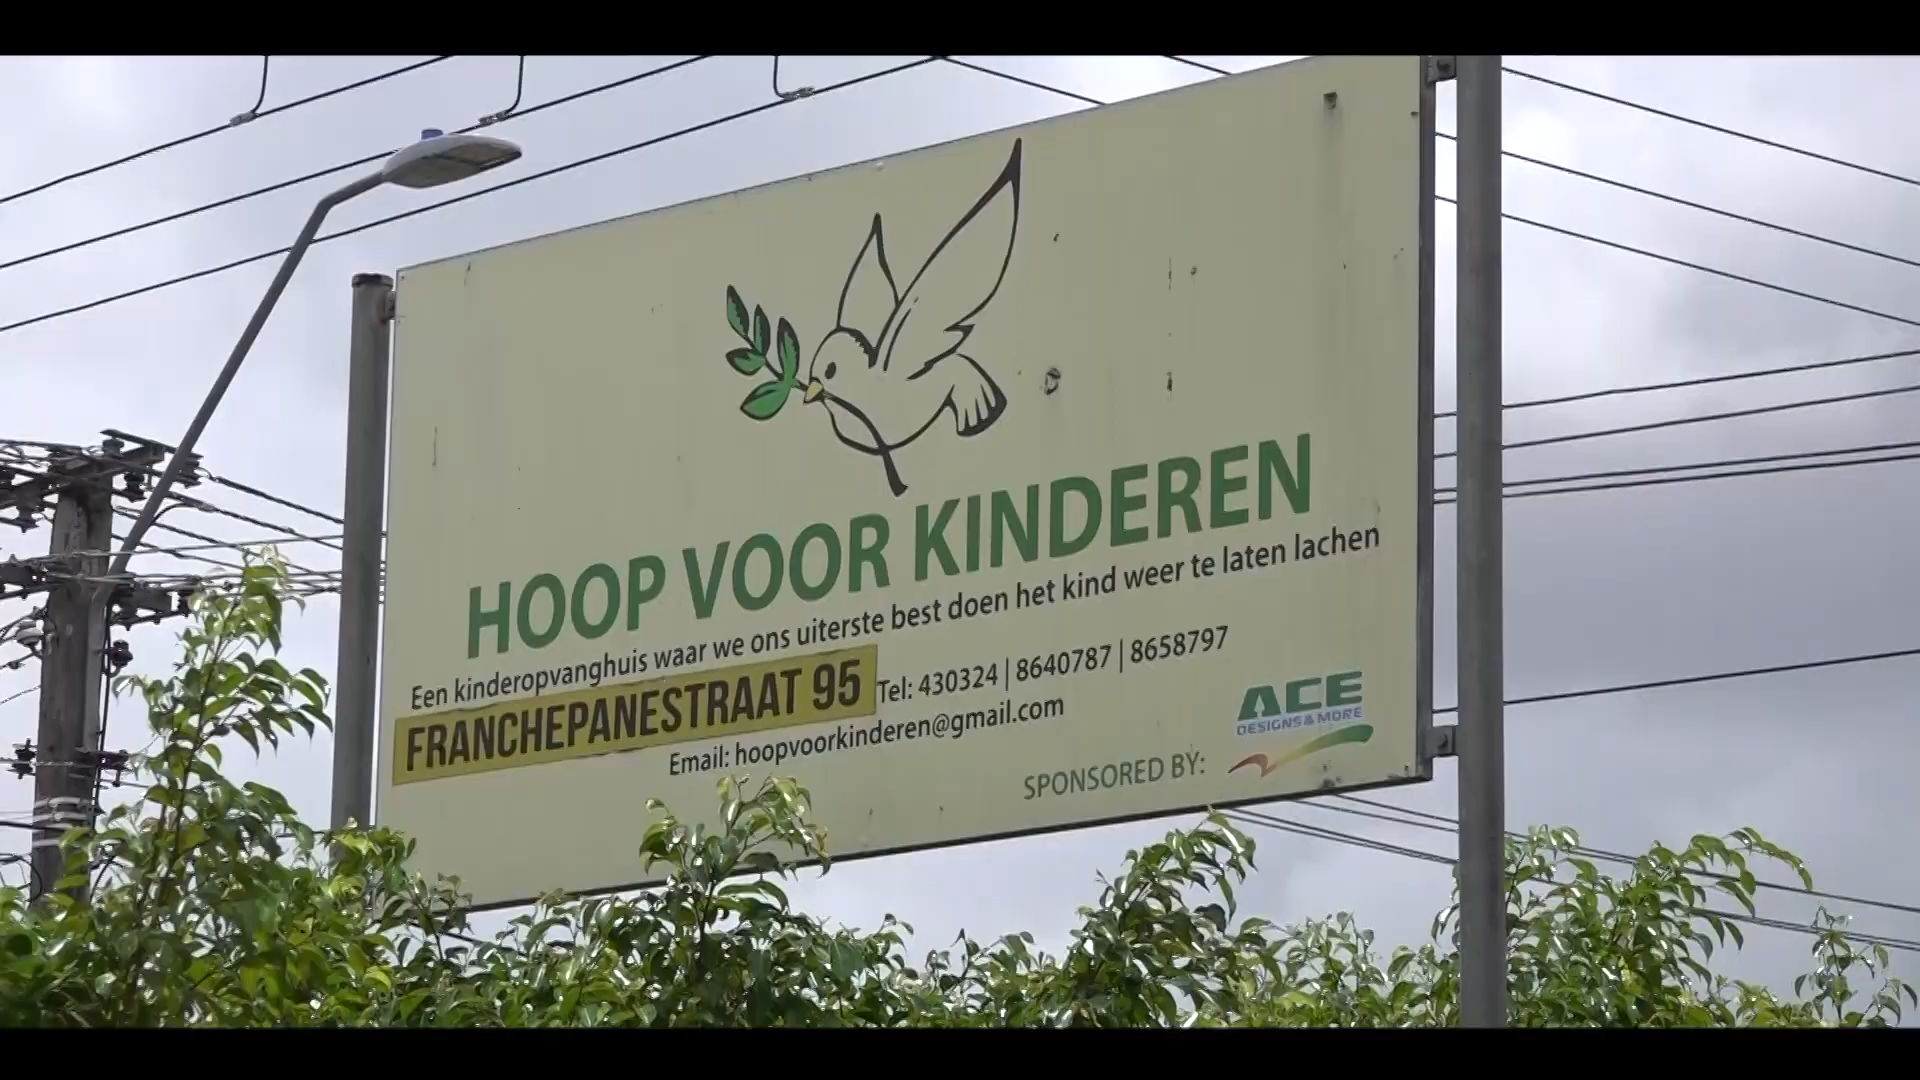 HOOP VOOR KINDEREN
Een kinderopvanghuis waar we ons uiterste best doen het kind weer te laten lachen
FRANCHEPANESTRAAT 95 Tel: 430324 | 8640787 | 8658797
Email: hoopvoorkinderen@gmail.com
SPONSORED BY:
ACE
DESIGNS & MORE